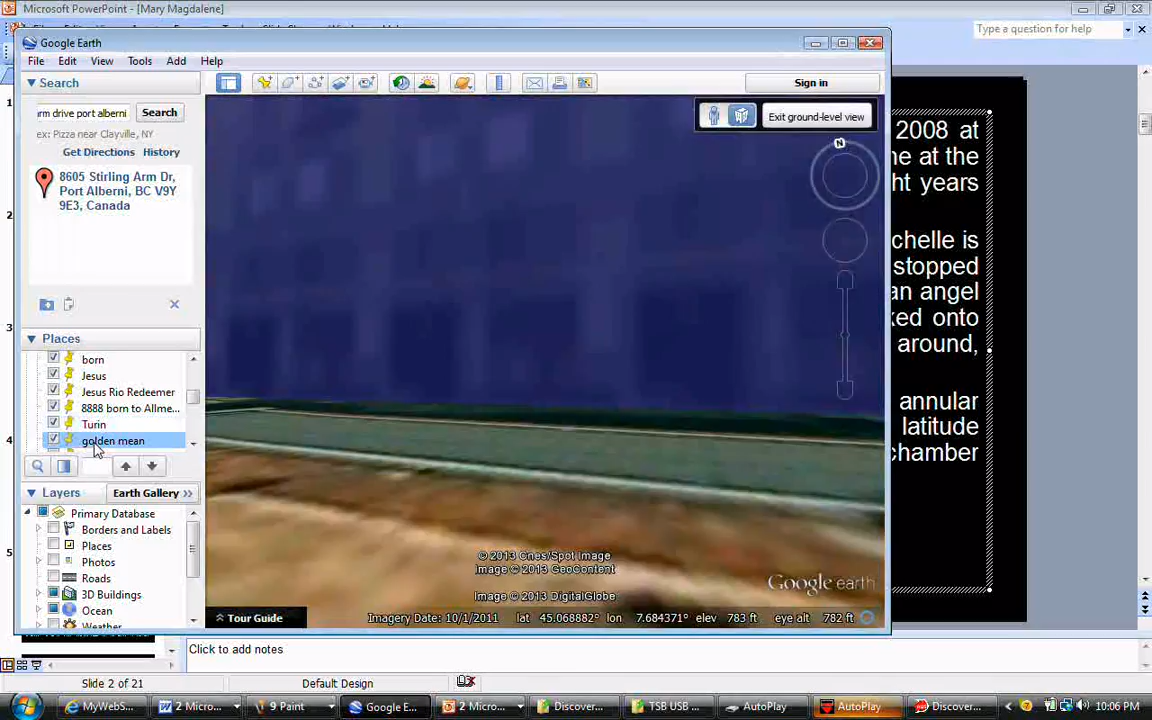 Microsoft PowerPoint - [Mary Magdalene]
Type a question for help
Google Earth
File Edit View Tools Add Help
Search
Sign in
arm drive port alberni
Search
ex: Pizza near Clayville, NY
Get Directions History
8605 Stirling Arm Dr,
Port Alberni, BC V9Y
9E3, Canada
Exit ground-level view
N
Places
born
Jesus
Jesus Rio Redeemer
8888 born to Allme...
Turin
golden mean
Layers
Earth Gallery >>
Primary Database
Borders and Labels
Places
Photos
Roads
3D Buildings
Ocean
Weather
© 2013 Cnes/Spot Image
Image © 2013 GeoContent
Image © 2013 DigitalGlobe
Google earth
Tour Guide
Imagery Date: 10/1/2011 lat 45.068882° lon 7.684371° elev 783 ft eye alt 782 ft
1
2
3
4
5
2008 at
ne at the
ht years
chelle is
stopped
an angel
ked onto
around,
annular
latitude
chamber
Click to add notes
Slide 2 of 21
Default Design
MyWebS...
2 Micro...
9 Paint
Google E...
2 Micro...
Discover...
TSB USB ...
AutoPlay
AutoPlay
Discover...
10:06 PM